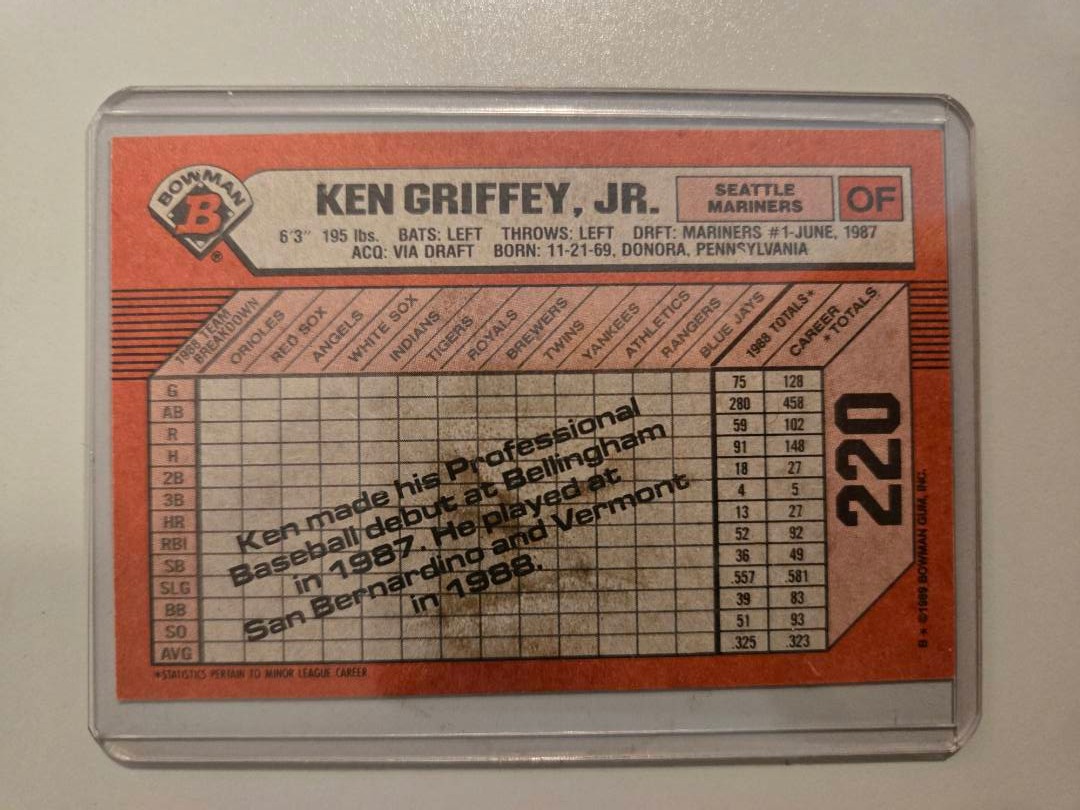 BOWMAN
B
®
KEN GRIFFEY, JR.
SEATTLE
MARINERS
OF
6'3" 195 lbs. BATS: LEFT THROWS: LEFT DRFT: MARINERS #1-JUNE, 1987
ACQ: VIA DRAFT BORN: 11-21-69, DONORA, PENNSYLVANIA
1988 TEAM
BREAKDOWN
ORIOLES
RED SOX
ANGELS
WHITE SOX
INDIANS
TIGERS
ROYALS
BREWERS
TWINS
YANKEES
ATHLETICS
RANGERS
BLUE JAYS
1988 TOTALS*
CAREER
* TOTALS
G 75 128
AB 280 458
R 59 102
H 91 148
2B 18 27
3B 4 5
HR 13 27
RBI 52 92
SB 36 49
SLG .557 .581
BB 39 83
SO 51 93
AVG .325 .323
Ken made his Professional
Baseball debut at Bellingham
in 1987. He played at
San Bernardino and Vermont
in 1988.
220
B * ©1989 BOWMAN GUM, INC.
*STATISTICS PERTAIN TO MINOR LEAGUE CAREER